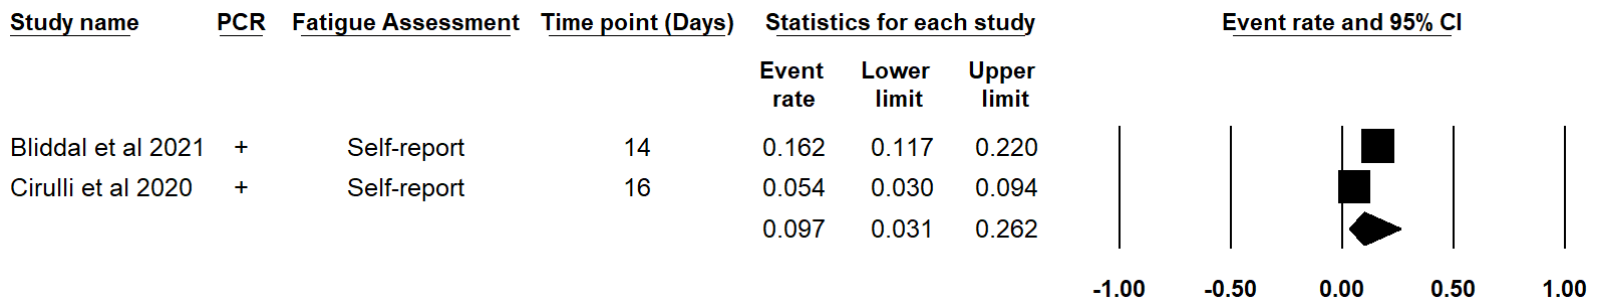 Study name PCR Fatigue Assessment Time point (Days) Statistics for each study Event rate and 95% CI
Event Lower Upper
rate limit limit
Bliddal et al 2021 + Self-report 14 0.162 0.117 0.220
Cirulli et al 2020 + Self-report 16 0.054 0.030 0.094
0.097 0.031 0.262
-1.00 -0.50 0.00 0.50 1.00